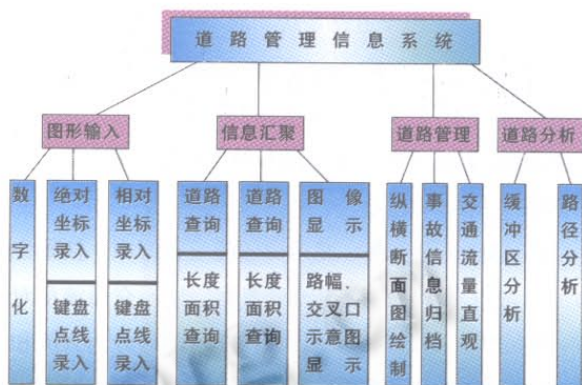 道路管理信息系统
图形输入
信息汇聚
道路管理
道路分析
数字化
绝对
坐标
录入
键盘
点线
录入
相对
坐标
录入
键盘
点线
录入
道路
查询
长度
面积
查询
道路
查询
长度
面积
查询
图像
显示
路幅.
交叉口
示意图
显示
纵横断面图绘制
事故信息归档
交通流量直观
缓冲区分析
路径分析